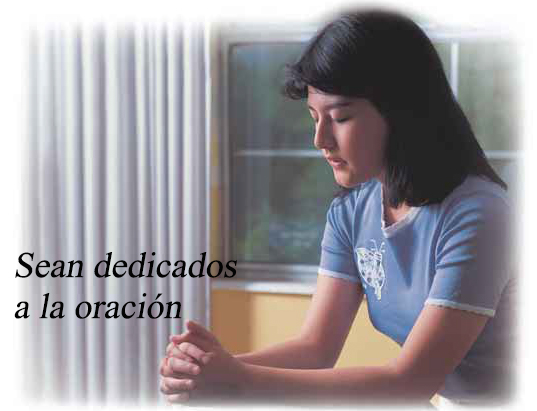 Sean dedicados
a la oración